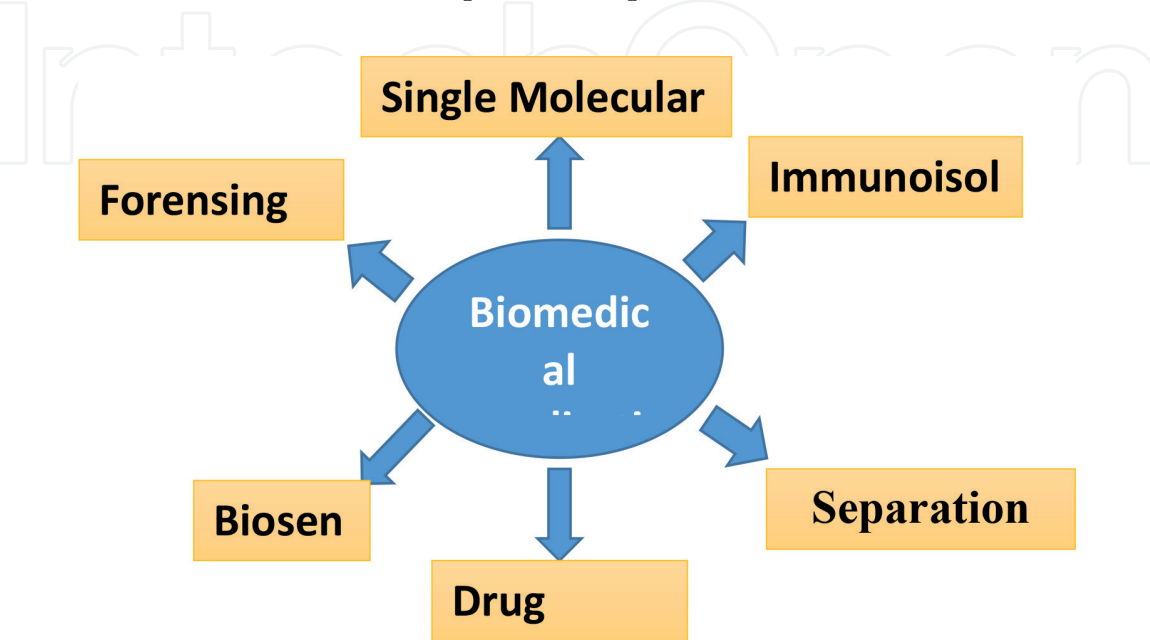 Single Molecular
Immunoisol
Forensing
Biomedic
al
Biosen
Separation
Drug